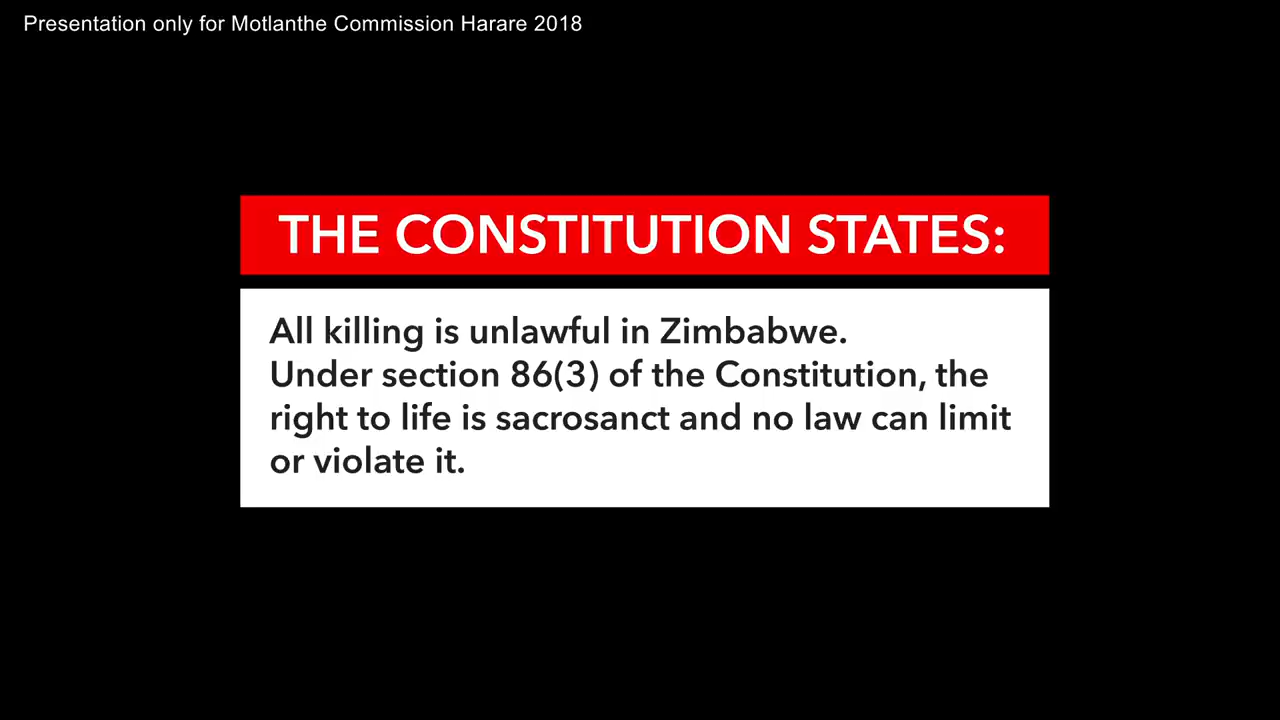 Presentation only for Motlanthe Commission Harare 2018
THE CONSTITUTION STATES:
All killing is unlawful in Zimbabwe.
Under section 86(3) of the Constitution, the
right to life is sacrosanct and no law can limit
or violate it.